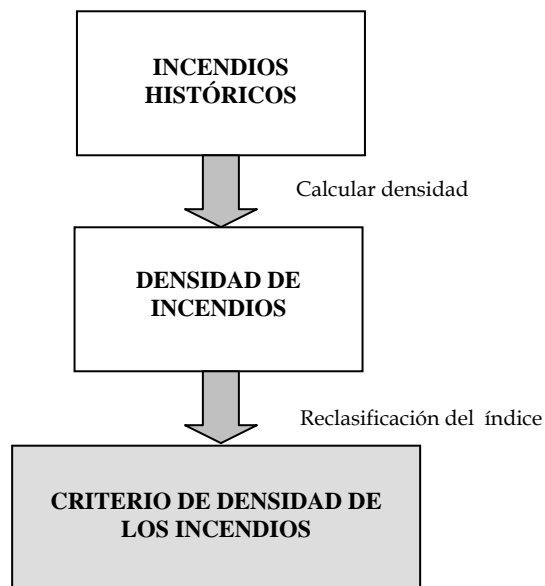 INCENDIOS
HISTÓRICOS
Calcular densidad
DENSIDAD DE
INCENDIOS
Reclasificación del índice
CRITERIO DE DENSIDAD DE
LOS INCENDIOS